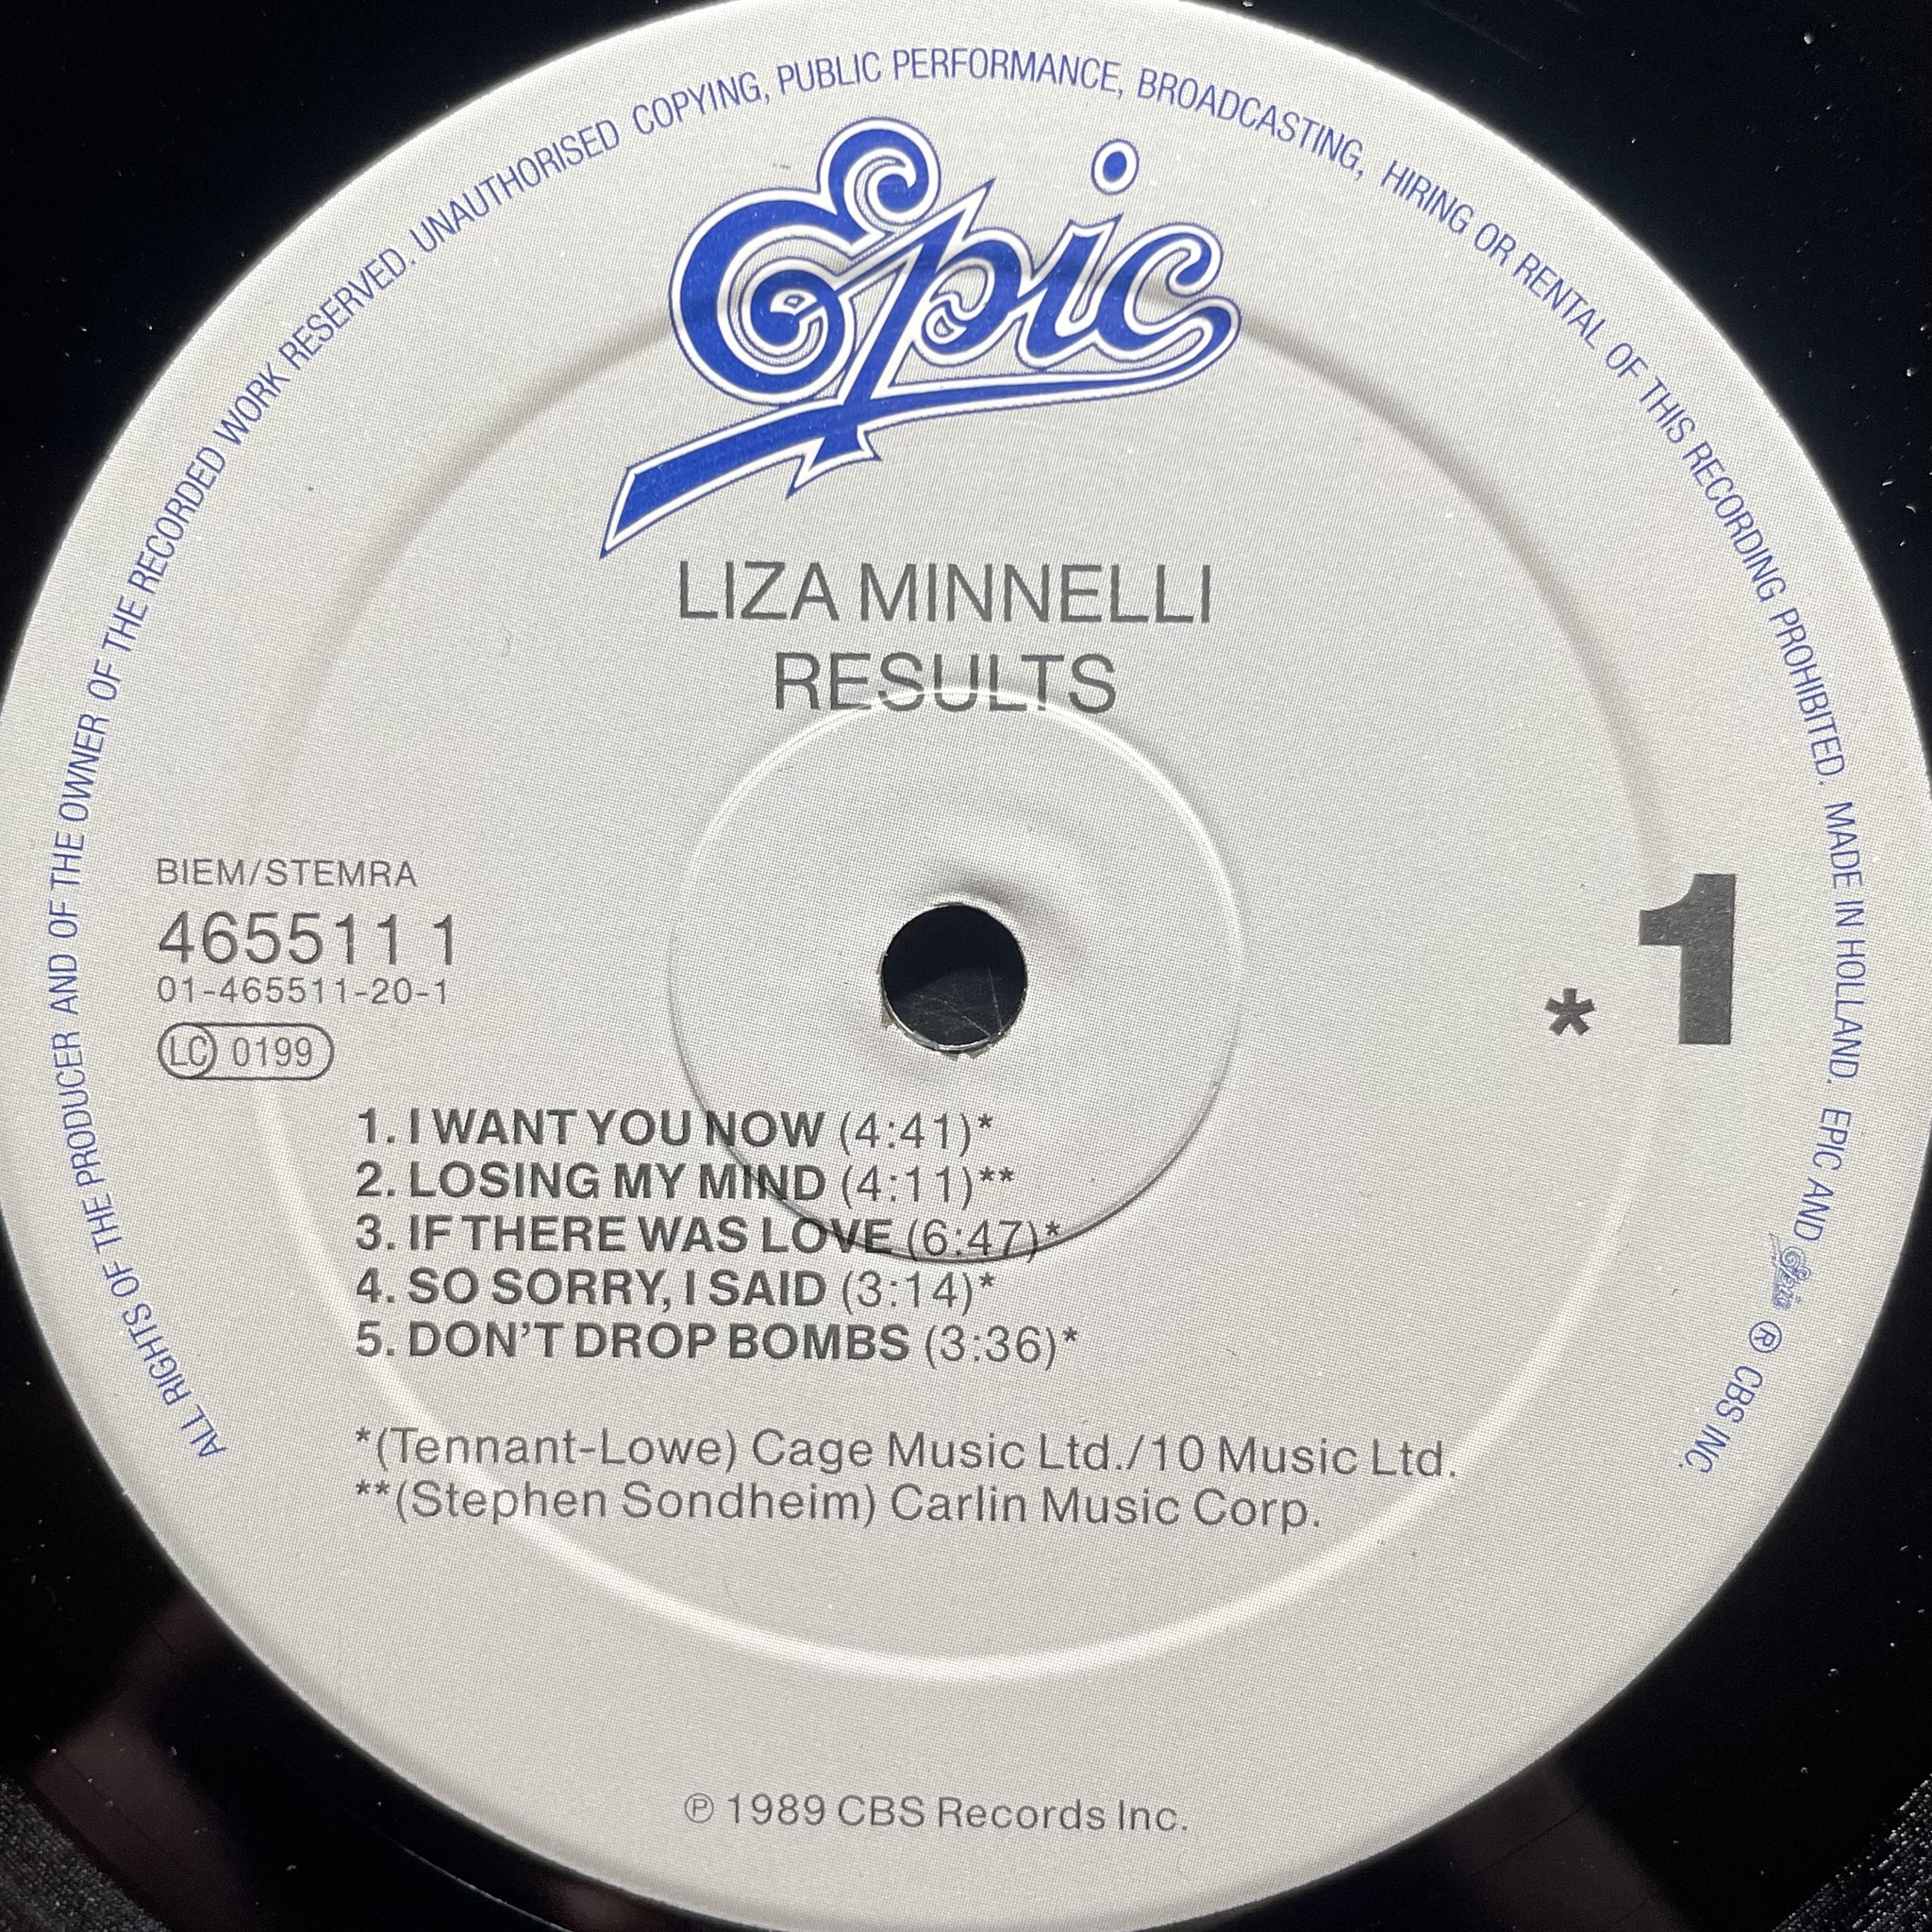 ALL RIGHTS OF THE PRODUCER AND OF THE OWNER OF THE RECORDED WORK RESERVED. UNAUTHORISED COPYING, PUBLIC PERFORMANCE, BROADCASTING, HIRING OR RENTAL OF THIS RECORDING PROHIBITED. MADE IN HOLLAND. EPIC AND Epic ® CBS INC.
Epic
LIZA MINNELLI
RESULTS
BIEM/STEMRA
465511 1
01-465511-20-1
LC 0199
* 1
1. I WANT YOU NOW (4:41)*
2. LOSING MY MIND (4:11)**
3. IF THERE WAS LOVE (6:47)*
4. SO SORRY, I SAID (3:14)*
5. DON'T DROP BOMBS (3:36)*
*(Tennant-Lowe) Cage Music Ltd./10 Music Ltd.
**(Stephen Sondheim) Carlin Music Corp.
℗ 1989 CBS Records Inc.